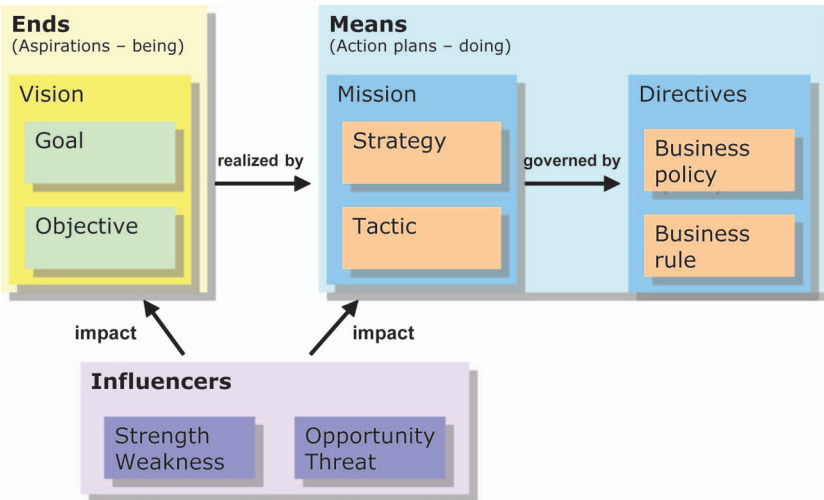 Ends
(Aspirations – being)
Vision
Goal
Objective
realized by
Means
(Action plans – doing)
Mission
Strategy
Tactic
governed by
Directives
Business
policy
Business
rule
impact
impact
Influencers
Strength
Weakness
Opportunity
Threat